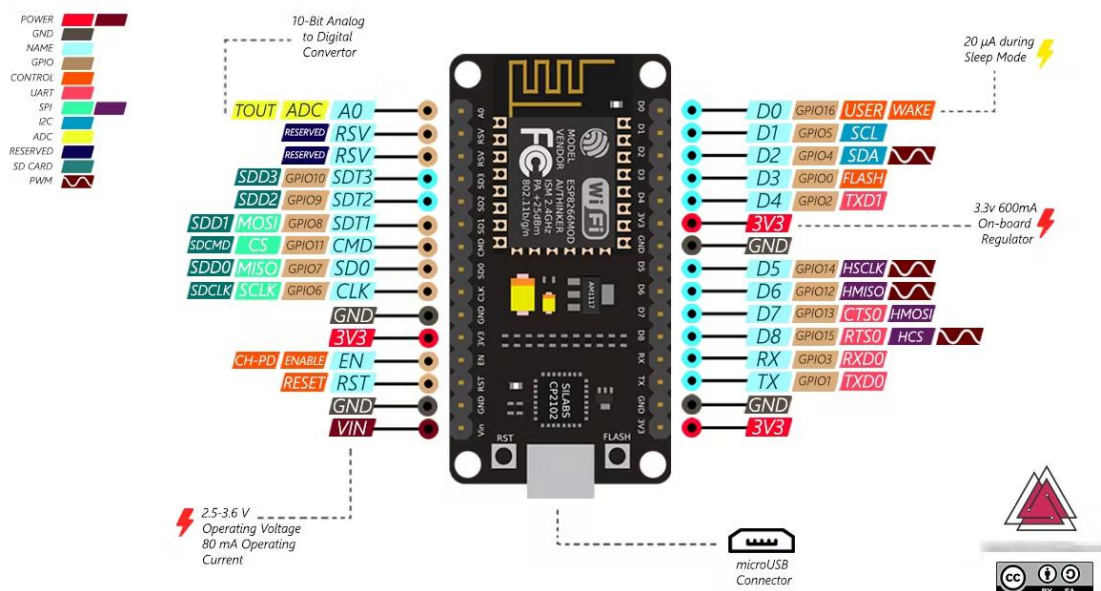 POWER
GND
NAME
GPIO
CONTROL
UART
SPI
I2C
ADC
RESERVED
SD CARD
PWM
10-Bit Analog
to Digital
Convertor
20 µA during
Sleep Mode
TOUT ADC A0
RESERVED RSV
RESERVED RSV
SDD3 GPIO10 SDT3
SDD2 GPIO9 SDT2
SDD1 MOSI GPIO8 SDT1
SDCMD CS GPIO11 CMD
SDD0 MISO GPIO7 SD0
SDCLK SCLK GPIO6 CLK
GND
3V3
CH-PD ENABLE EN
RESET RST
GND
VIN
A0
RSV
RSV
SD3
SD2
SD1
CMD
SD0
CLK
GND
3V3
EN
RST
GND
Vin
MODEL
VENDOR
ESP8266MOD
AI/THINKER
ISM 2.4GHz
PA +25dBm
802.11b/g/n
FC
WiFi
AM1117
SILABS
CP2102
RST
FLASH
D0
D1
D2
D3
D4
3V3
GND
D5
D6
D7
D8
RX
TX
GND
3V3
D0 GPIO16 USER WAKE
D1 GPIO5 SCL
D2 GPIO4 SDA
D3 GPIO0 FLASH
D4 GPIO2 TXD1
3V3
GND
D5 GPIO14 HSCLK
D6 GPIO12 HMISO
D7 GPIO13 CTS0 HMOSI
D8 GPIO15 RTS0 HCS
RX GPIO3 RXD0
TX GPIO1 TXD0
GND
3V3
3.3v 600mA
On-board
Regulator
2.5-3.6 V
Operating Voltage
80 mA Operating
Current
microUSB
Connector
cc
BY SA